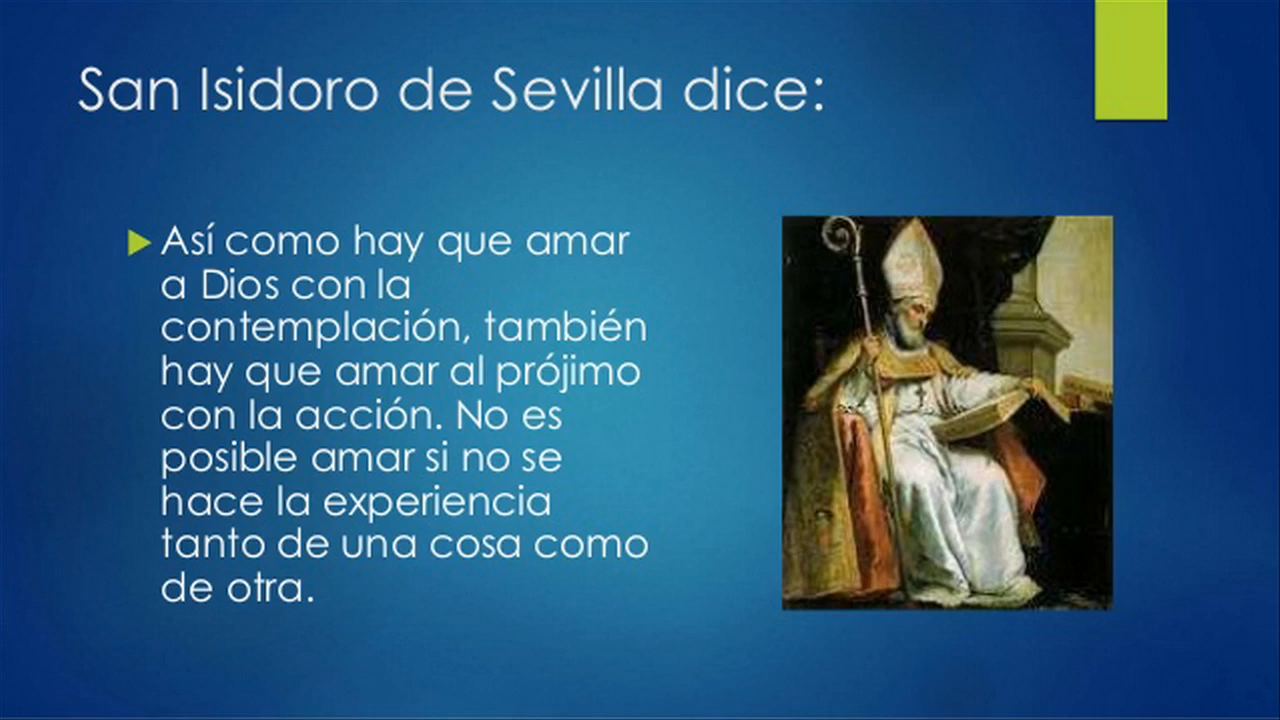 San Isidoro de Sevilla dice:
Así como hay que amar
a Dios con la
contemplación, también
hay que amar al prójimo
con la acción. No es
posible amar si no se
hace la experiencia
tanto de una cosa como
de otra.